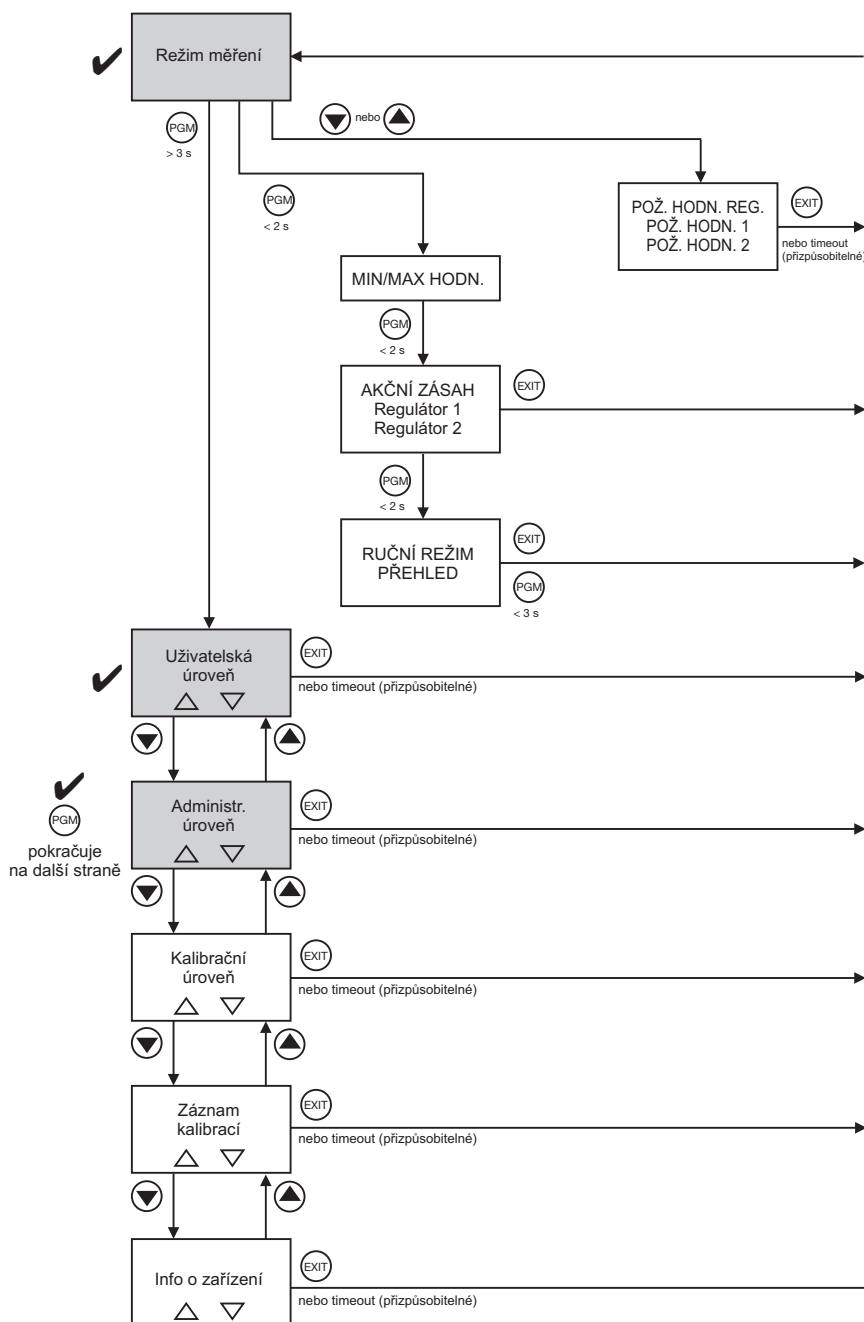 Režim měření
PGM
> 3 s
nebo
PGM
< 2 s
POŽ. HODN. REG.
POŽ. HODN. 1
POŽ. HODN. 2
EXIT
nebo timeout
(přizpůsobitelné)
MIN/MAX HODN.
PGM
< 2 s
AKČNÍ ZÁSAH
Regulátor 1
Regulátor 2
EXIT
PGM
< 2 s
RUČNÍ REŽIM
PŘEHLED
EXIT
PGM
< 3 s
Uživatelská
úroveň
EXIT
nebo timeout (přizpůsobitelné)
PGM
pokračuje
na další straně
Administr.
úroveň
EXIT
nebo timeout (přizpůsobitelné)
Kalibrační
úroveň
EXIT
nebo timeout (přizpůsobitelné)
Záznam
kalibrací
EXIT
nebo timeout (přizpůsobitelné)
Info o zařízení
EXIT
nebo timeout (přizpůsobitelné)